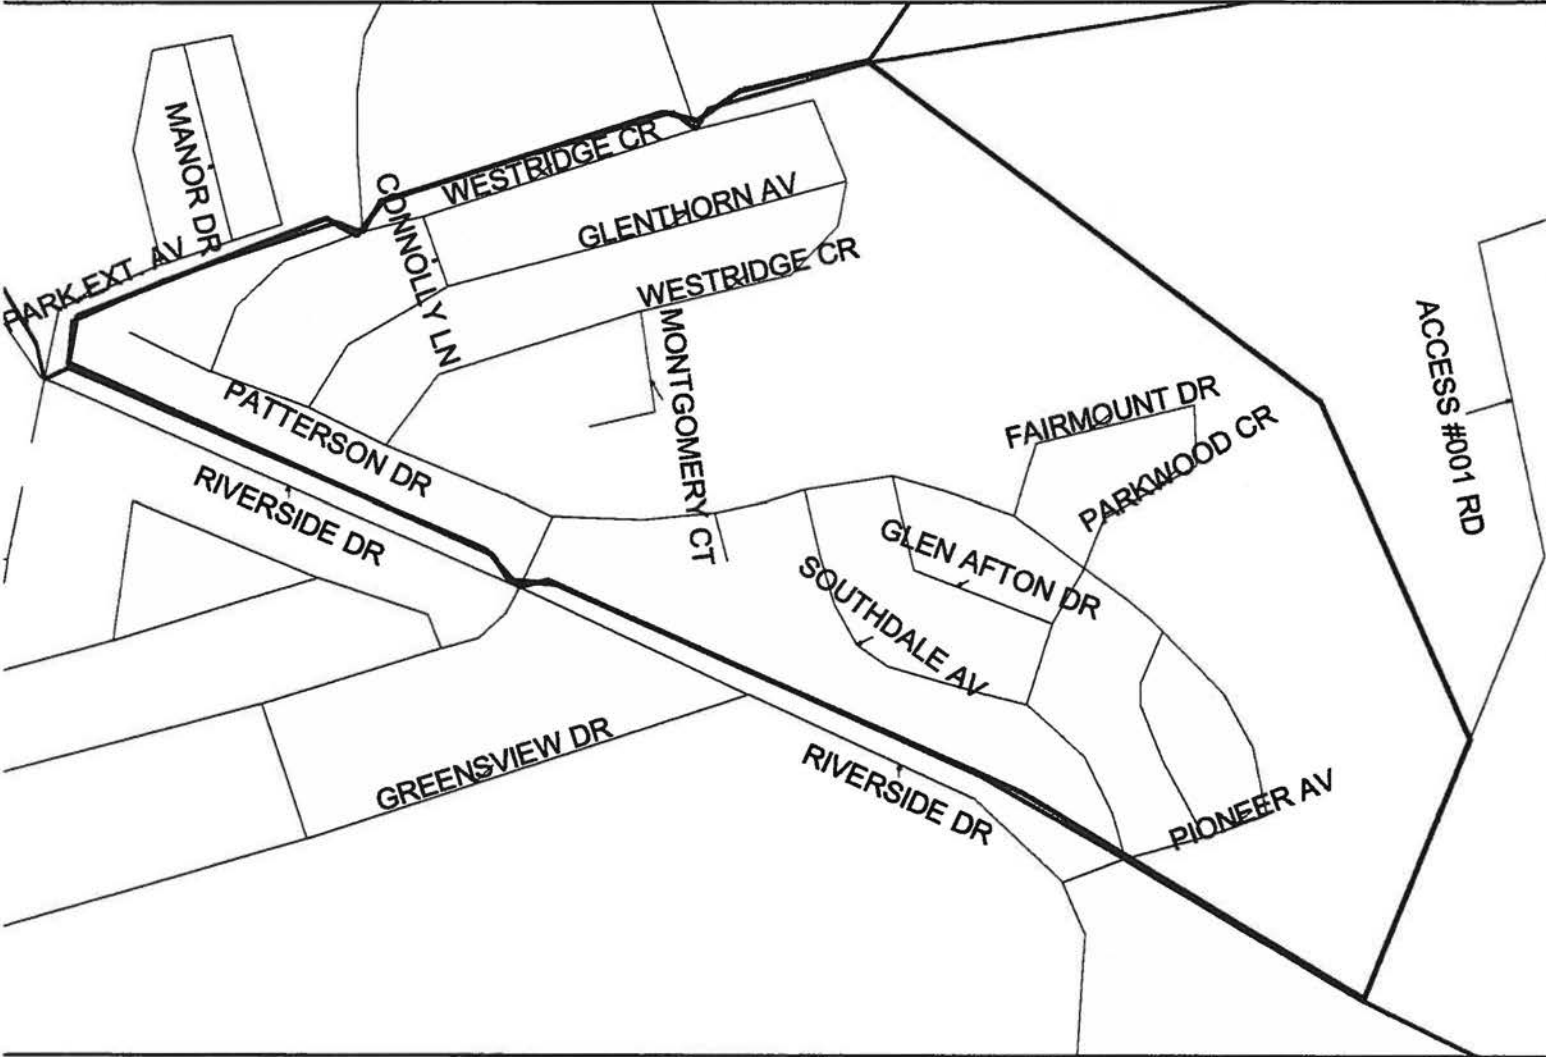 MANOR DR
PARK EXT. AV
CONNOLLY LN
WESTRIDGE CR
GLENTHORN AV
WESTRIDGE CR
MONTGOMERY CT
PATTERSON DR
RIVERSIDE DR
FAIRMOUNT DR
PARKWOOD CR
ACCESS #001 RD
GLEN AFTON DR
SOUTHDALE AV
GREENSVIEW DR
RIVERSIDE DR
PIONEER AV